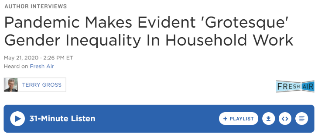 AUTHOR INTERVIEWS
Pandemic Makes Evident 'Grotesque'
Gender Inequality In Household Work
May 21, 2020 · 2:26 PM ET
Heard on Fresh Air
TERRY GROSS
FRESH AIR
31-Minute Listen
+ PLAYLIST